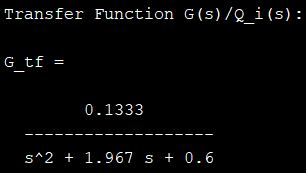 Transfer Function G(s)/Q_i(s):
G_tf =
0.1333
-------------------
s^2 + 1.967 s + 0.6